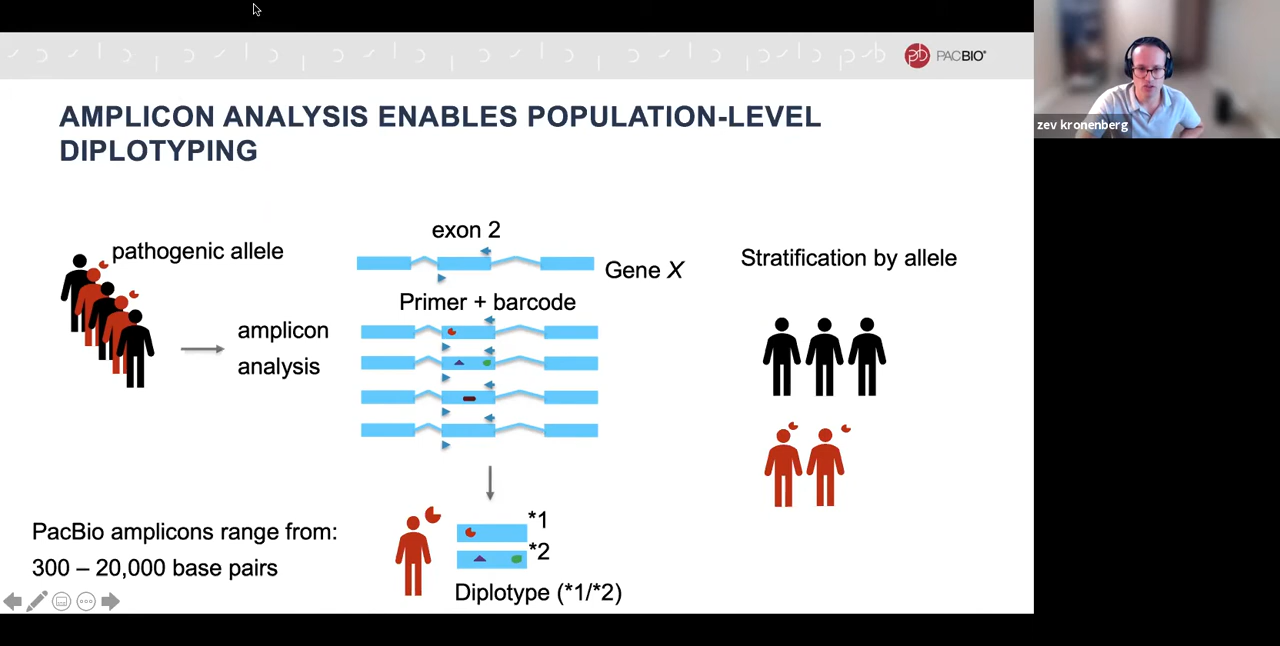 PACBIO®
zev kronenberg
AMPLICON ANALYSIS ENABLES POPULATION-LEVEL
DIPLOTYPING
pathogenic allele
amplicon
analysis
exon 2
Gene X
Primer + barcode
*1
*2
Diplotype (*1/*2)
Stratification by allele
PacBio amplicons range from:
300 – 20,000 base pairs